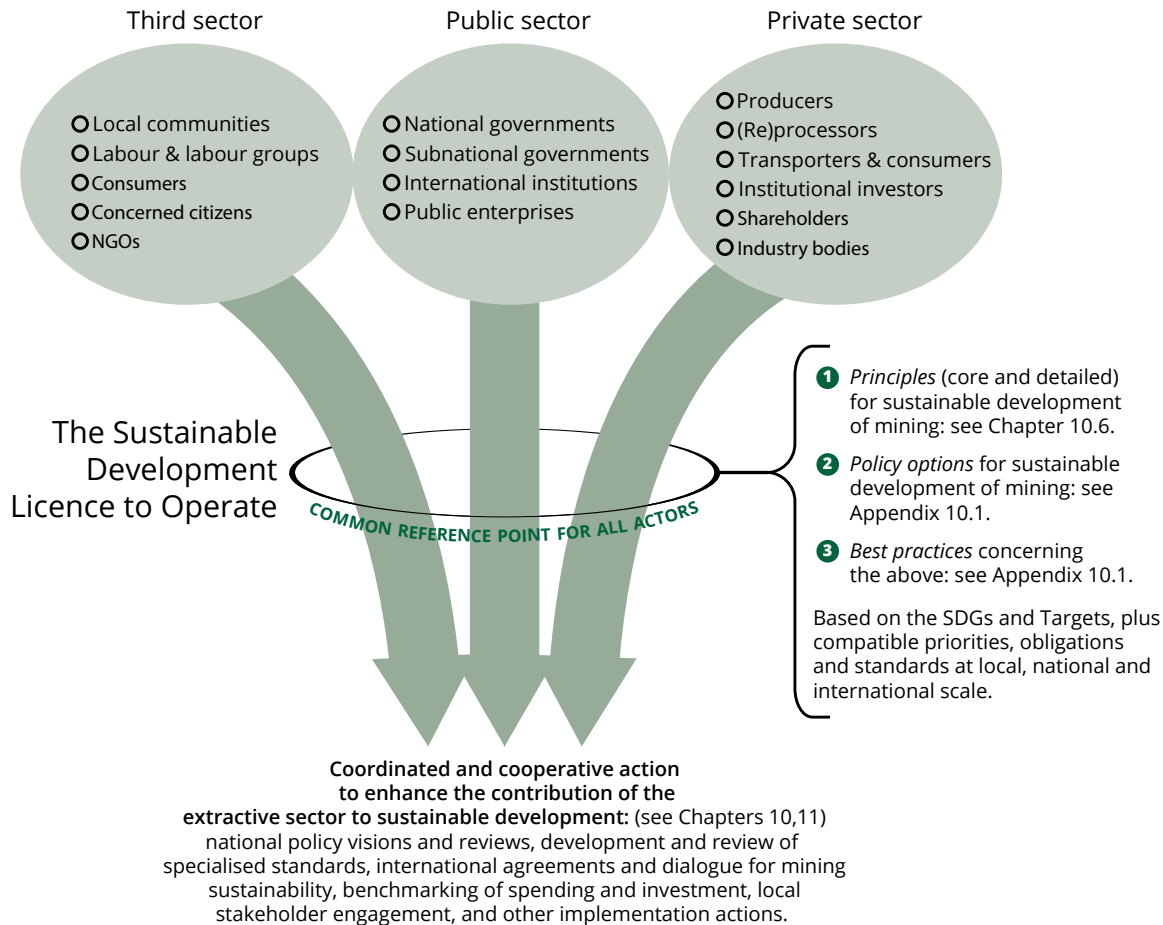 Third sector
Public sector
Private sector
Local communities
Labour & labour groups
Consumers
Concerned citizens
NGOs
National governments
Subnational governments
International institutions
Public enterprises
Producers
(Re)processors
Transporters & consumers
Institutional investors
Shareholders
Industry bodies
The Sustainable
Development
Licence to Operate
COMMON REFERENCE POINT FOR ALL ACTORS
1 Principles (core and detailed)
for sustainable development
of mining: see Chapter 10.6.
2 Policy options for sustainable
development of mining: see
Appendix 10.1.
3 Best practices concerning
the above: see Appendix 10.1.
Based on the SDGs and Targets, plus
compatible priorities, obligations
and standards at local, national and
international scale.
Coordinated and cooperative action
to enhance the contribution of the
extractive sector to sustainable development: (see Chapters 10,11)
national policy visions and reviews, development and review of
specialised standards, international agreements and dialogue for mining
sustainability, benchmarking of spending and investment, local
stakeholder engagement, and other implementation actions.